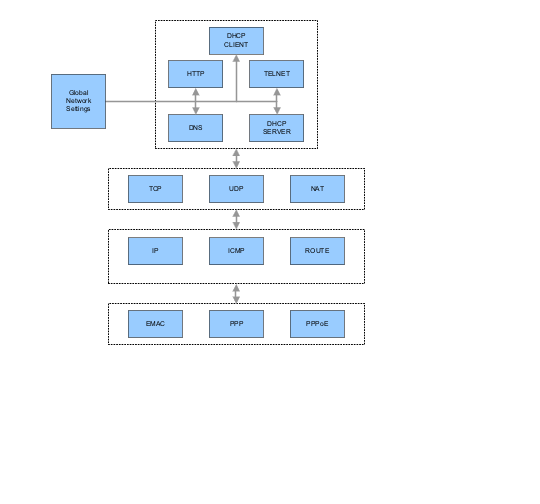 DHCP
CLIENT
HTTP
TELNET
Global
Network
Settings
DNS
DHCP
SERVER
TCP
UDP
NAT
IP
ICMP
ROUTE
EMAC
PPP
PPPoE